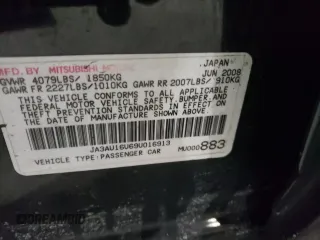 MFD.BY MITSUBISHI MO
JAPAN
GVWR 4079LBS/ 1850KG
JUN 2008
GAWR FR 2227LBS/1010KG GAWR RR 2007LBS/ 910KG
THIS VEHICLE CONFORMS TO ALL APPLICABLE
FEDERAL MOTOR VEHICLE SAFETY,BUMPER,AND
THEFT PREVENTION STANDARDS IN EFFECT ON
THE DATE OF MANUFACTURE SHOWN ABOVE.
JA3AU16U69U016913
MU000883
VEHICLE TYPE:PASSENGER CAR